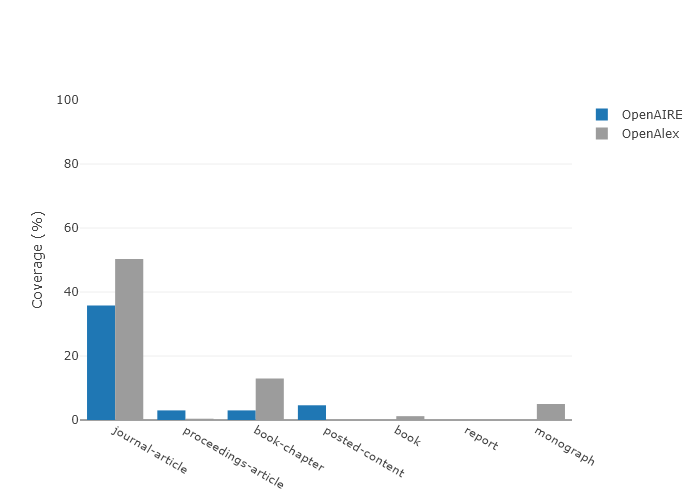 100
80
60
40
20
0
Coverage (%)
journal-article
proceedings-article
book-chapter
posted-content
book
report
monograph
OpenAIRE
OpenAlex